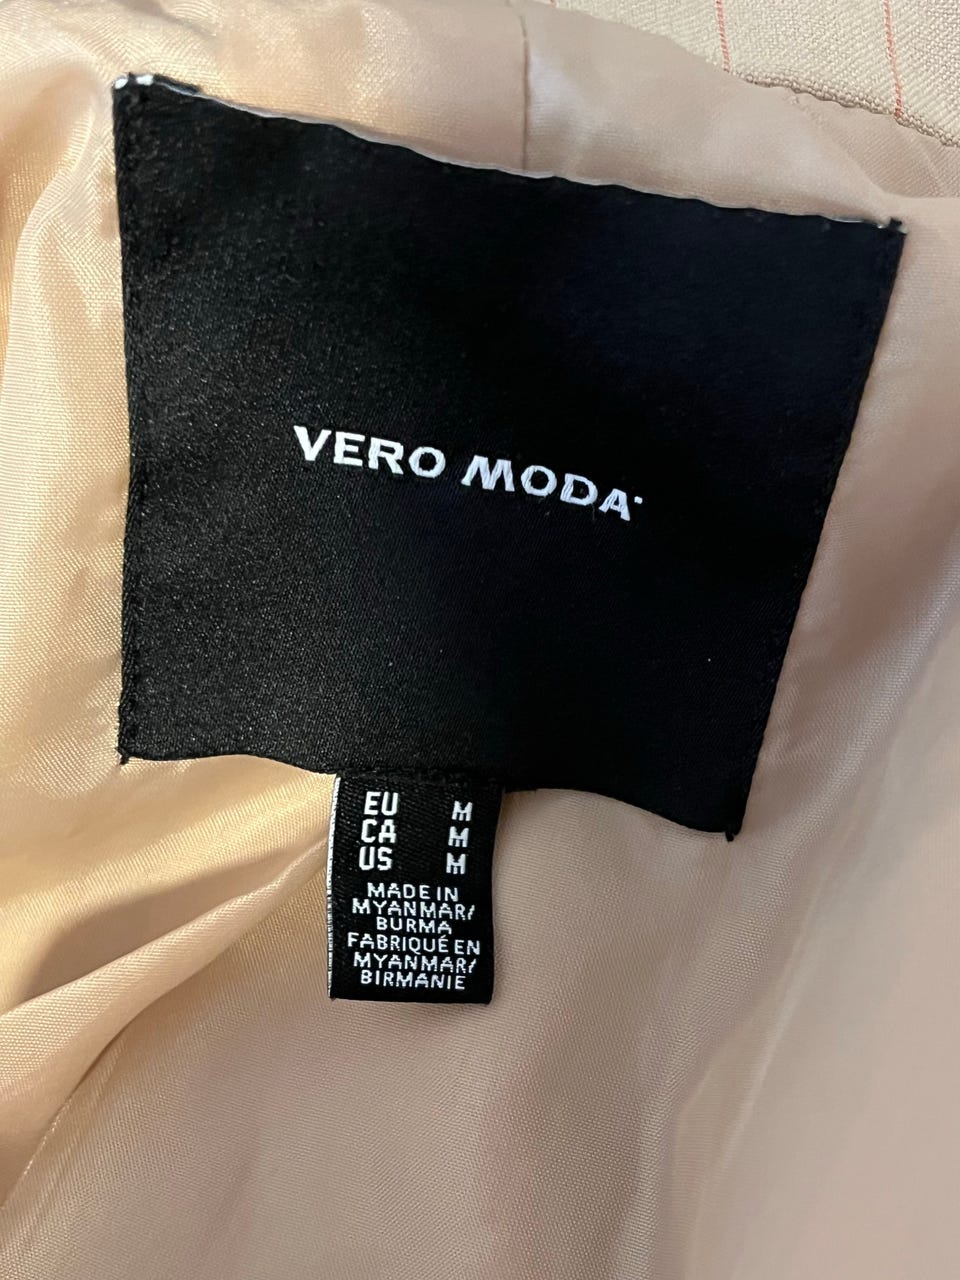 VERO MODA
EU M
CA M
US M
MADE IN
MYANMAR/
BURMA
FABRIQUÉ EN
MYANMAR/
BIRMANIE